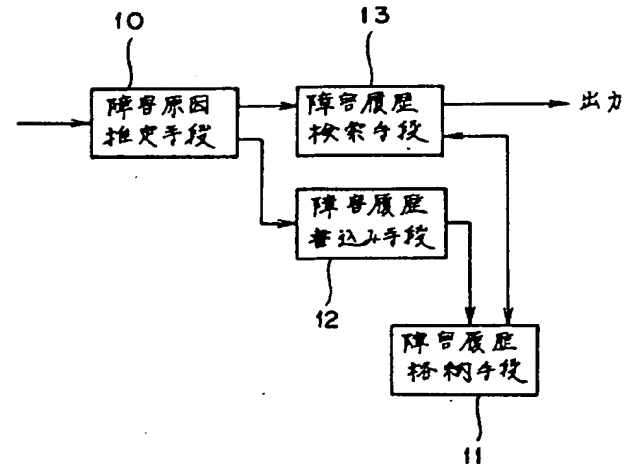 10
13
障害原因
推定手段
障害履歴
検索手段
出力
障害履歴
書込み手段
12
障害履歴
格納手段
11